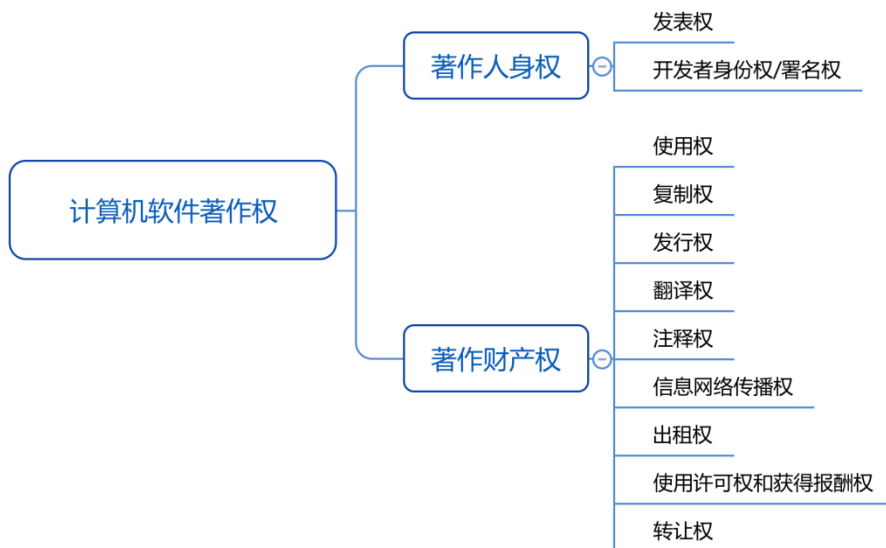 发表权
著作人身权
开发者身份权/署名权
计算机软件著作权
使用权
复制权
发行权
翻译权
注释权
著作财产权
信息网络传播权
出租权
使用许可权和获得报酬权
转让权